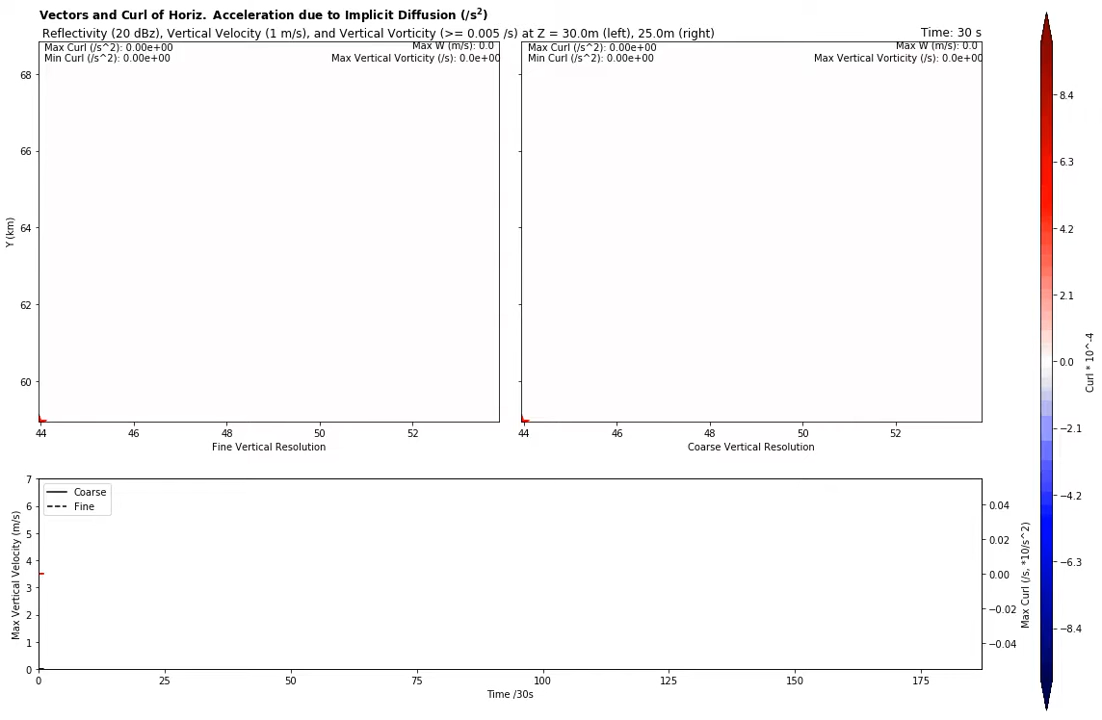 Vectors and Curl of Horiz. Acceleration due to Implicit Diffusion (/s²)
Reflectivity (20 dBz), Vertical Velocity (1 m/s), and Vertical Vorticity (>= 0.005 /s) at Z = 30.0m (left), 25.0m (right)
Time: 30 s
Max Curl (/s^2): 0.00e+00
Max W (m/s): 0.0
Min Curl (/s^2): 0.00e+00
Max Vertical Vorticity (/s): 0.0e+00
Max Curl (/s^2): 0.00e+00
Max W (m/s): 0.0
Min Curl (/s^2): 0.00e+00
Max Vertical Vorticity (/s): 0.0e+00
68
66
64
62
60
Y (km)
44 46 48 50 52
Fine Vertical Resolution
44 46 48 50 52
Coarse Vertical Resolution
8.4
6.3
4.2
2.1
0.0
−2.1
−4.2
−6.3
−8.4
Curl * 10^-4
Coarse
Fine
7
6
5
4
3
2
1
0
Max Vertical Velocity (m/s)
0.04
0.02
0.00
−0.02
−0.04
Max Curl (/s, *10/s^2)
0 25 50 75 100 125 150 175
Time /30s